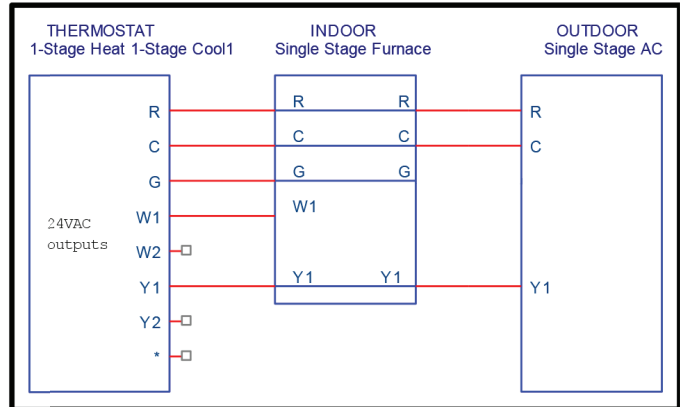 THERMOSTAT
1-Stage Heat 1-Stage Cool1
INDOOR
Single Stage Furnace
OUTDOOR
Single Stage AC
R
R
R
R
C
C
C
C
G
G
G
W1
W1
24VAC
outputs
W2
Y1
Y1
Y1
Y1
Y2
*